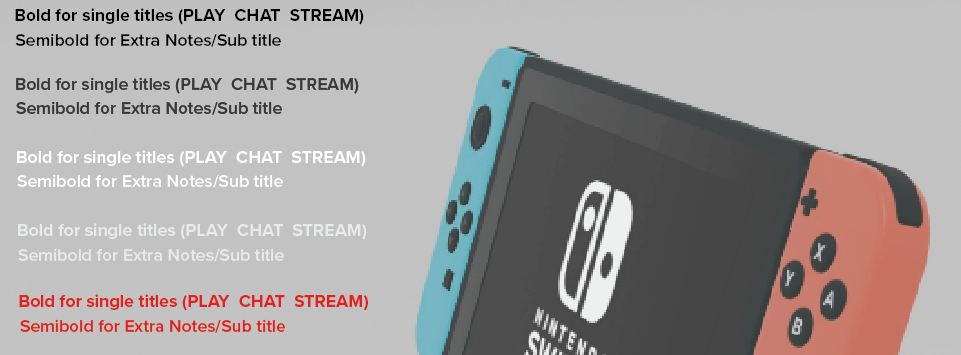 Bold for single titles (PLAY  CHAT  STREAM)
Semibold for Extra Notes/Sub title
Bold for single titles (PLAY  CHAT  STREAM)
Semibold for Extra Notes/Sub title
Bold for single titles (PLAY  CHAT  STREAM)
Semibold for Extra Notes/Sub title
Bold for single titles (PLAY  CHAT  STREAM)
Semibold for Extra Notes/Sub title
Bold for single titles (PLAY  CHAT  STREAM)
Semibold for Extra Notes/Sub title
X
Y
A
B